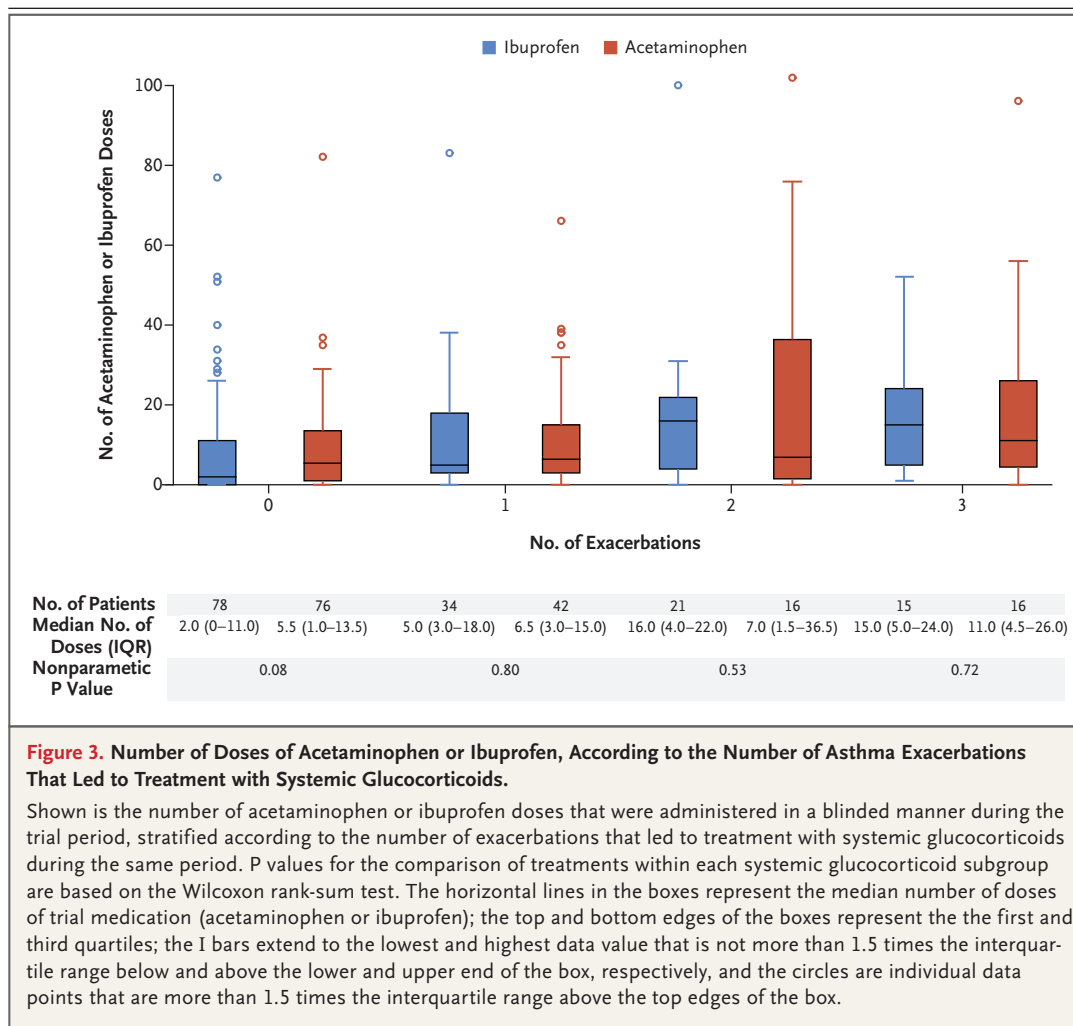 Ibuprofen Acetaminophen
No. of Acetaminophen or Ibuprofen Doses
100
80
60
40
20
0
0 1 2 3
No. of Exacerbations
No. of Patients 78 76 34 42 21 16 15 16
Median No. of 2.0 (0–11.0) 5.5 (1.0–13.5) 5.0 (3.0–18.0) 6.5 (3.0–15.0) 16.0 (4.0–22.0) 7.0 (1.5–36.5) 15.0 (5.0–24.0) 11.0 (4.5–26.0)
Doses (IQR)
Nonparametic 0.08 0.80 0.53 0.72
P Value
Figure 3. Number of Doses of Acetaminophen or Ibuprofen, According to the Number of Asthma Exacerbations
That Led to Treatment with Systemic Glucocorticoids.
Shown is the number of acetaminophen or ibuprofen doses that were administered in a blinded manner during the
trial period, stratified according to the number of exacerbations that led to treatment with systemic glucocorticoids
during the same period. P values for the comparison of treatments within each systemic glucocorticoid subgroup
are based on the Wilcoxon rank-sum test. The horizontal lines in the boxes represent the median number of doses
of trial medication (acetaminophen or ibuprofen); the top and bottom edges of the boxes represent the the first and
third quartiles; the I bars extend to the lowest and highest data value that is not more than 1.5 times the interquar-
tile range below and above the lower and upper end of the box, respectively, and the circles are individual data
points that are more than 1.5 times the interquartile range above the top edges of the box.